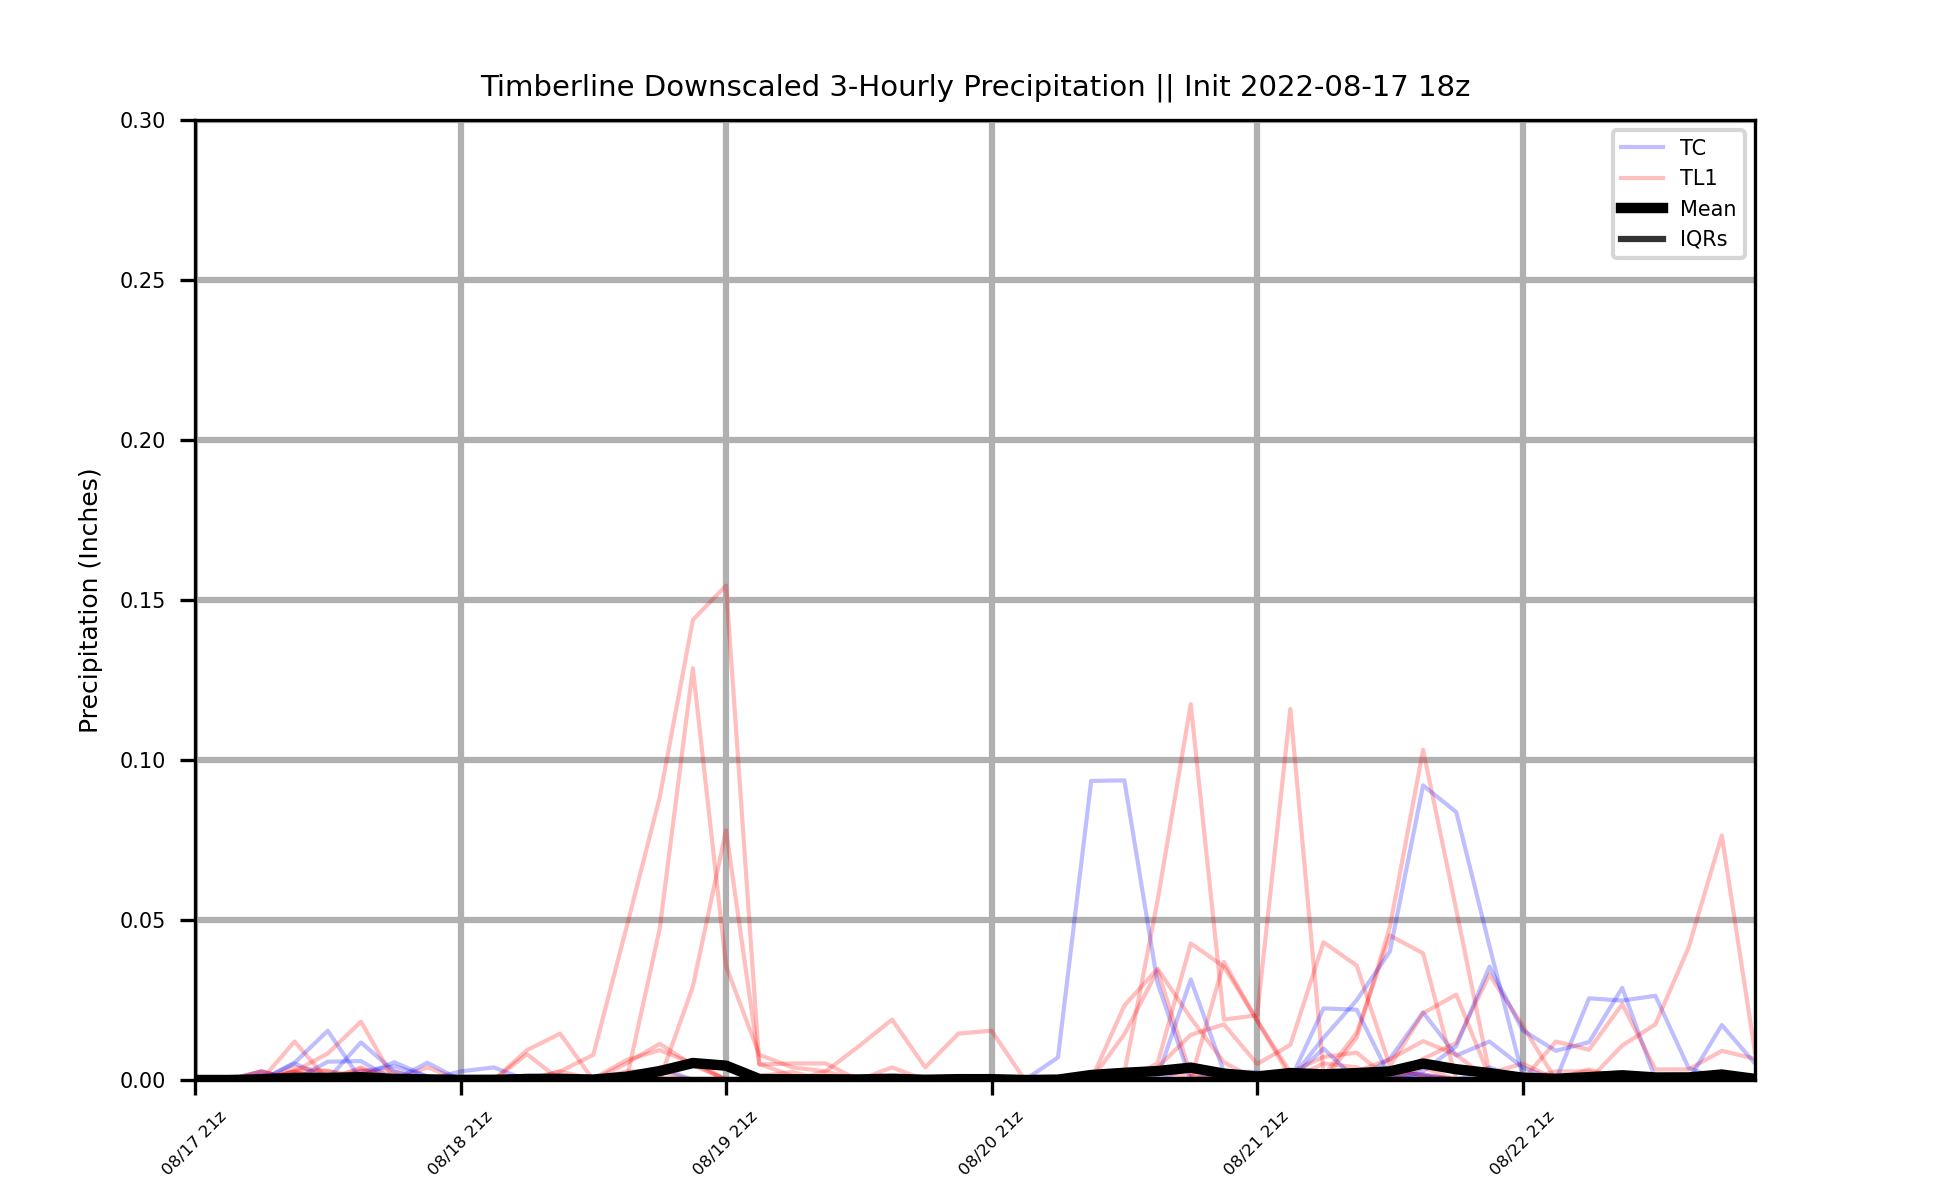 Timberline Downscaled 3-Hourly Precipitation || Init 2022-08-17 18z
TC
TL1
Mean
IQRs
Precipitation (Inches)
0.30
0.25
0.20
0.15
0.10
0.05
0.00
08/17 21z
08/18 21z
08/19 21z
08/20 21z
08/21 21z
08/22 21z